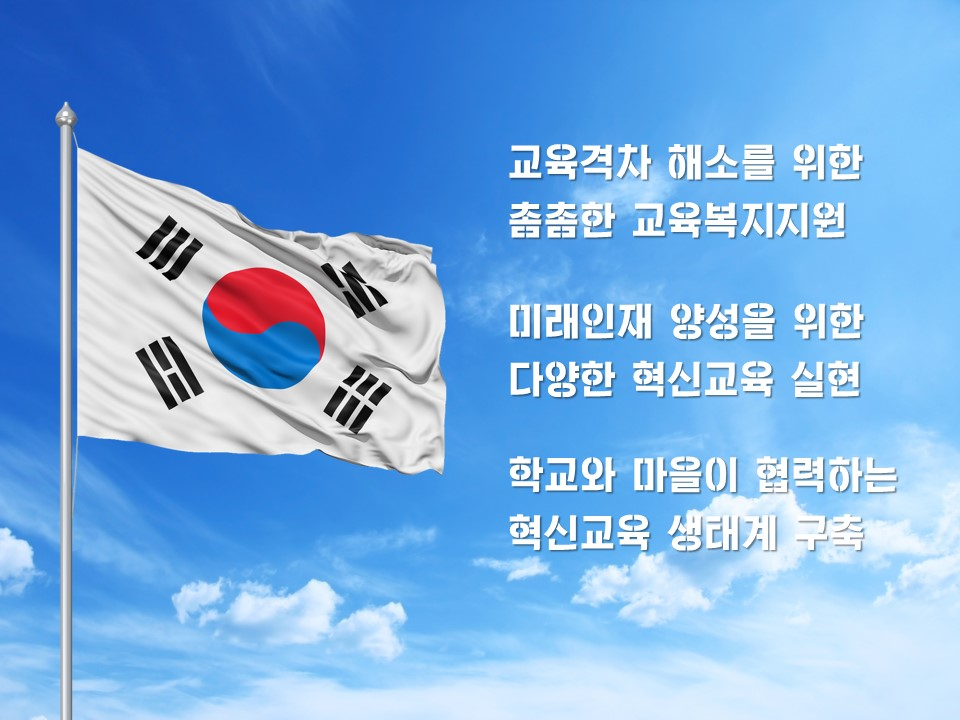 교육격차 해소를 위한
촘촘한 교육복지지원
미래인재 양성을 위한
다양한 혁신교육 실현
학교와 마을이 협력하는
혁신교육 생태계 구축